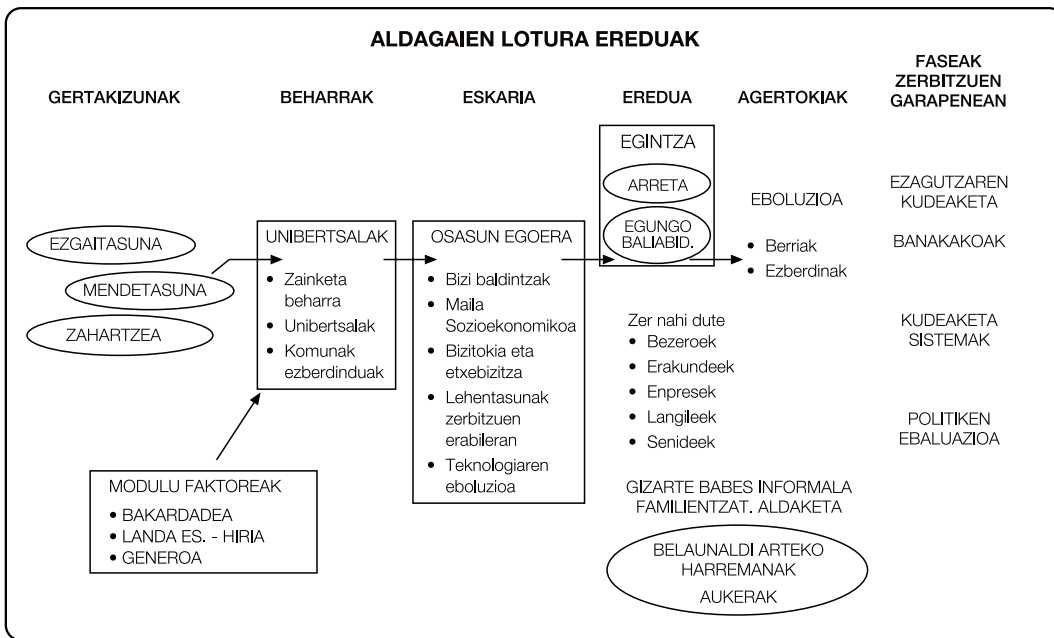 ALDAGAIEN LOTURA EREDUAK
GERTAKIZUNAK
BEHARRAK
ESKARIA
EREDUA
AGERTOKIAK
FASEAK
ZERBITZUEN
GARAPENEAN
EZGAITASUNA
MENDETASUNA
ZAHARTZEA
UNIBERTSALAK
• Zainketa
beharra
• Unibertsalak
• Komunak
ezberdinduak
MODULU FAKTOREAK
• BAKARDADEA
• LANDA ES. - HIRIA
• GENEROA
OSASUN EGOERA
• Bizi baldintzak
• Maila
Sozioekonomikoa
• Bizitokia eta
etxebizitza
• Lehentasunak
zerbitzuen
erabileran
• Teknologiaren
eboluzioa
EGINTZA
ARRETA
EGUNGO
BALIABID.
Zer nahi dute
• Bezeroek
• Erakundeek
• Enpresek
• Langileek
• Senideek
GIZARTE BABES INFORMALA
FAMILIENTZAT. ALDAKETA
BELAUNALDI ARTEKO
HARREMANAK
AUKERAK
EBOLUZIOA
• Berriak
• Ezberdinak
EZAGUTZAREN
KUDEAKETA
BANAKAKOAK
KUDEAKETA
SISTEMAK
POLITIKEN
EBALUAZIOA